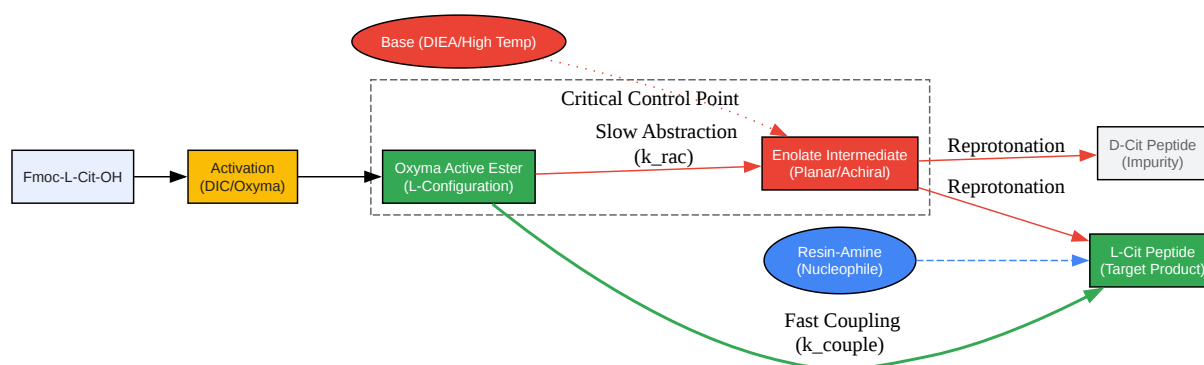 Base (DIEA/High Temp)
Critical Control Point
Slow Abstraction
(k_rac)
Fmoc-L-Cit-OH
Activation
(DIC/Oxyma)
Oxyma Active Ester
(L-Configuration)
Enolate Intermediate
(Planar/Achiral)
Reprotonation
D-Cit Peptide
(Impurity)
Reprotonation
Resin-Amine
(Nucleophile)
L-Cit Peptide
(Target Product)
Fast Coupling
(k_couple)